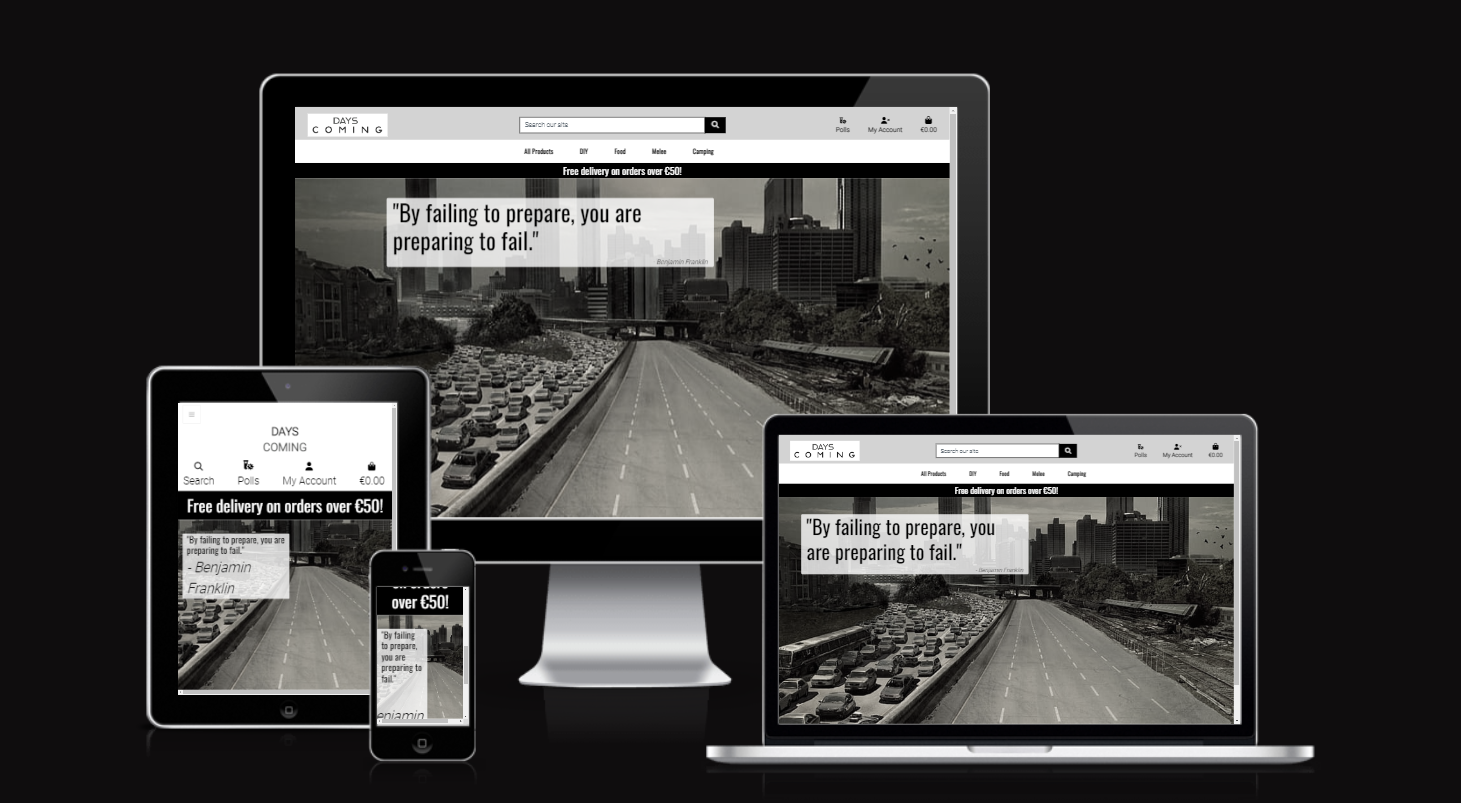 DAYS
COMING
Search our site
Polls
My Account
€0.00
All Products DIY Food Melee Camping
Free delivery on orders over €50!
"By failing to prepare, you are
preparing to fail."
Benjamin Franklin
DAYS
COMING
Search Polls My Account €0.00
Free delivery on orders over €50!
"By failing to prepare, you are
preparing to fail."
- Benjamin
Franklin
on orders
over €50!
"By failing
to prepare,
you are
preparing to
fail."
enjamin
DAYS
COMING
Search our site
Polls
My Account
€0.00
All Products DIY Food Melee Camping
Free delivery on orders over €50!
"By failing to prepare, you
are preparing to fail."
- Benjamin Franklin